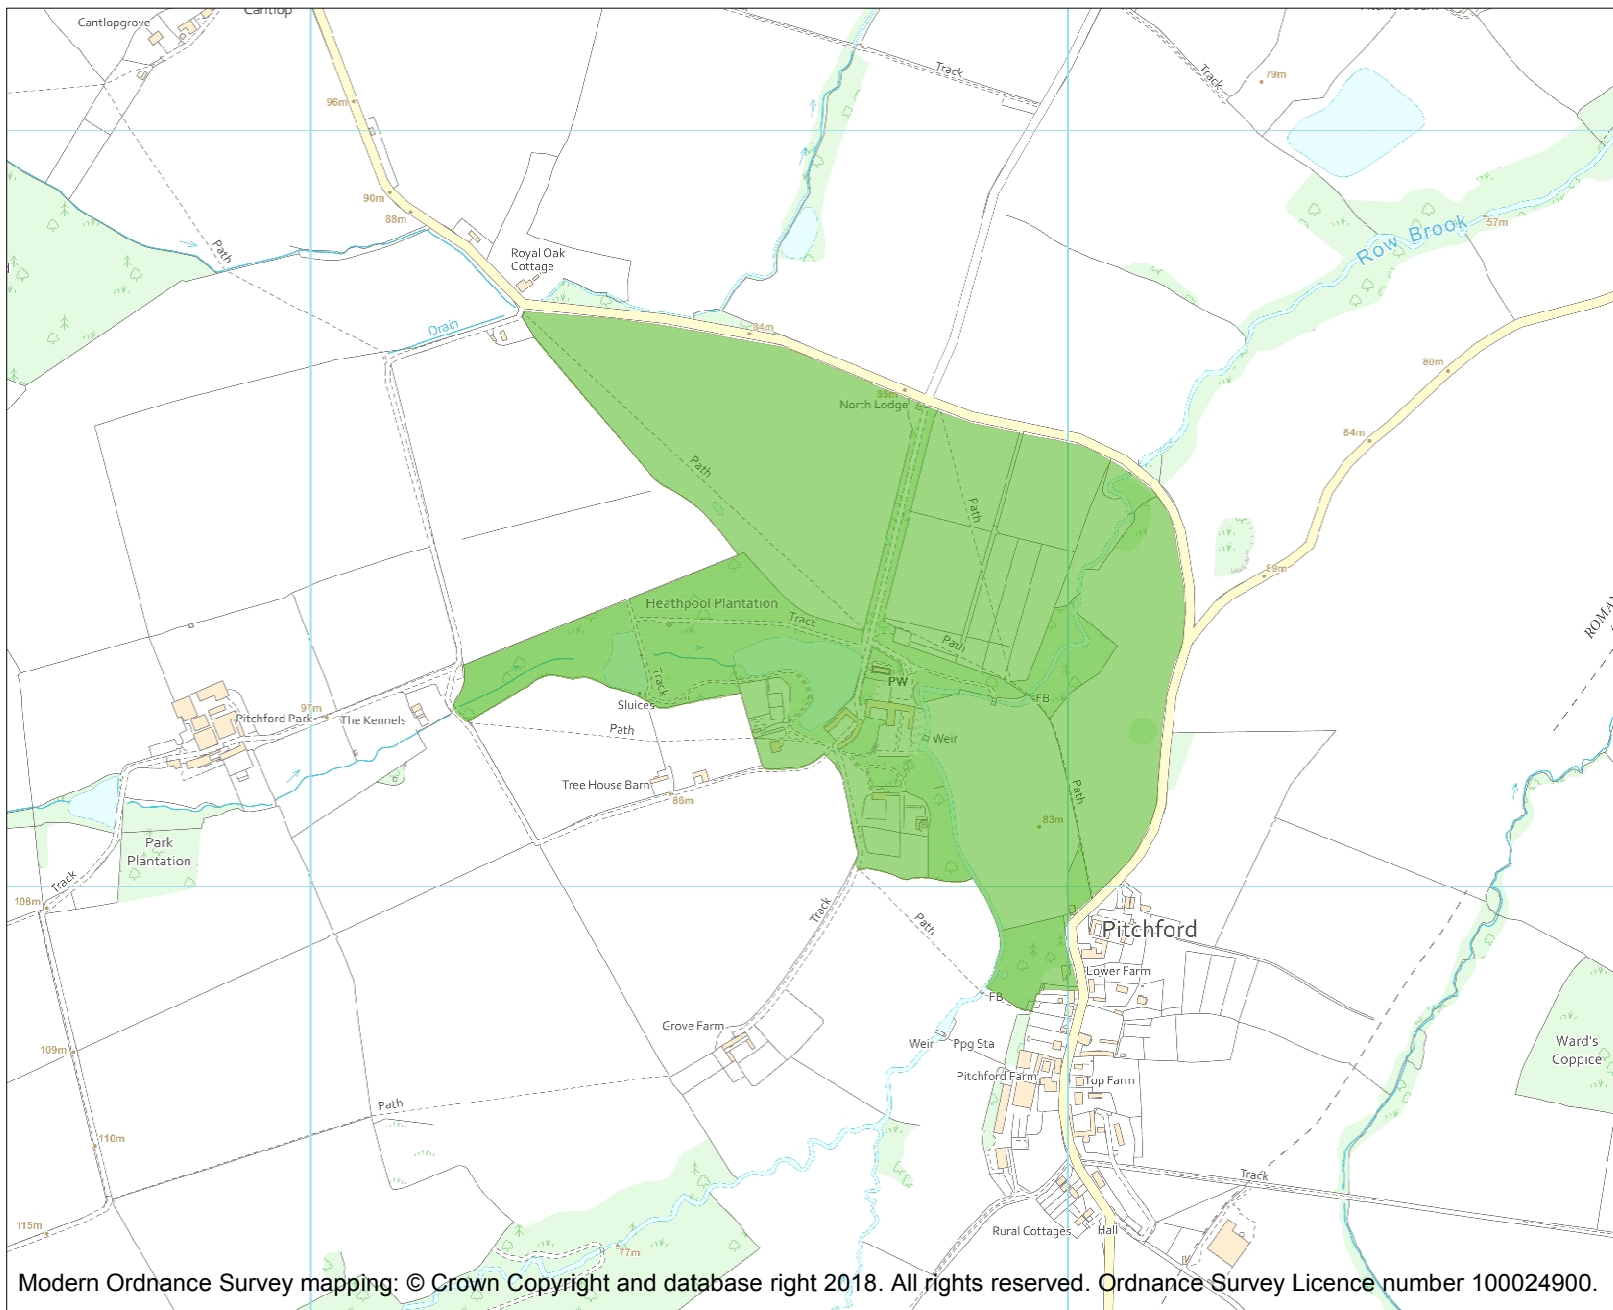 Cantlopgrove
Cantlop
Track
79m
Track
96m
90m
88m
Path
Royal Oak
Cottage
Row Brook
57m
Drain
84m
80m
85m
North Lodge
84m
Path
Path
89m
ROMAN
Heathpool Plantation
Track
Path
PW
FB
Track
Sluices
97m
Pitchford Park
The Kennels
Path
Weir
Tree House Barn
86m
Path
83m
Park
Plantation
Track
108m
Track
Path
Pitchford
Lower Farm
FB
Grove Farm
Weir
Ppg Sta
Ward's
Coppice
109m
Pitchford Farm
Top Farm
Path
110m
Track
115m
Rural Cottages
Hall
77m
Modern Ordnance Survey mapping: © Crown Copyright and database right 2018. All rights reserved. Ordnance Survey Licence number 100024900.